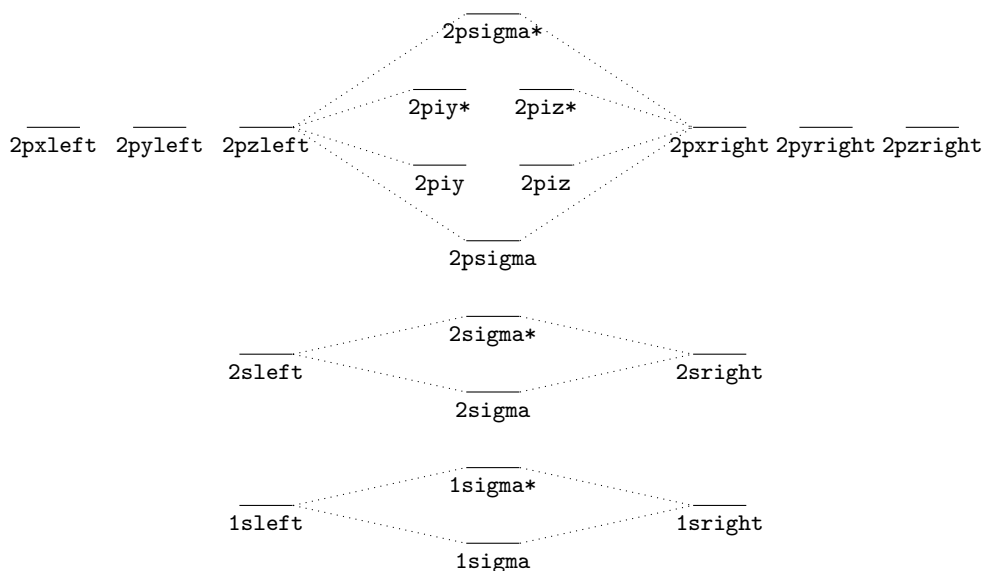 2psigma*
2piy* 2piz*
2pxleft 2pyleft 2pzleft 2pxright 2pyright 2pzright
2piy 2piz
2psigma
2sigma*
2sleft 2sright
2sigma
1sigma*
1sleft 1sright
1sigma